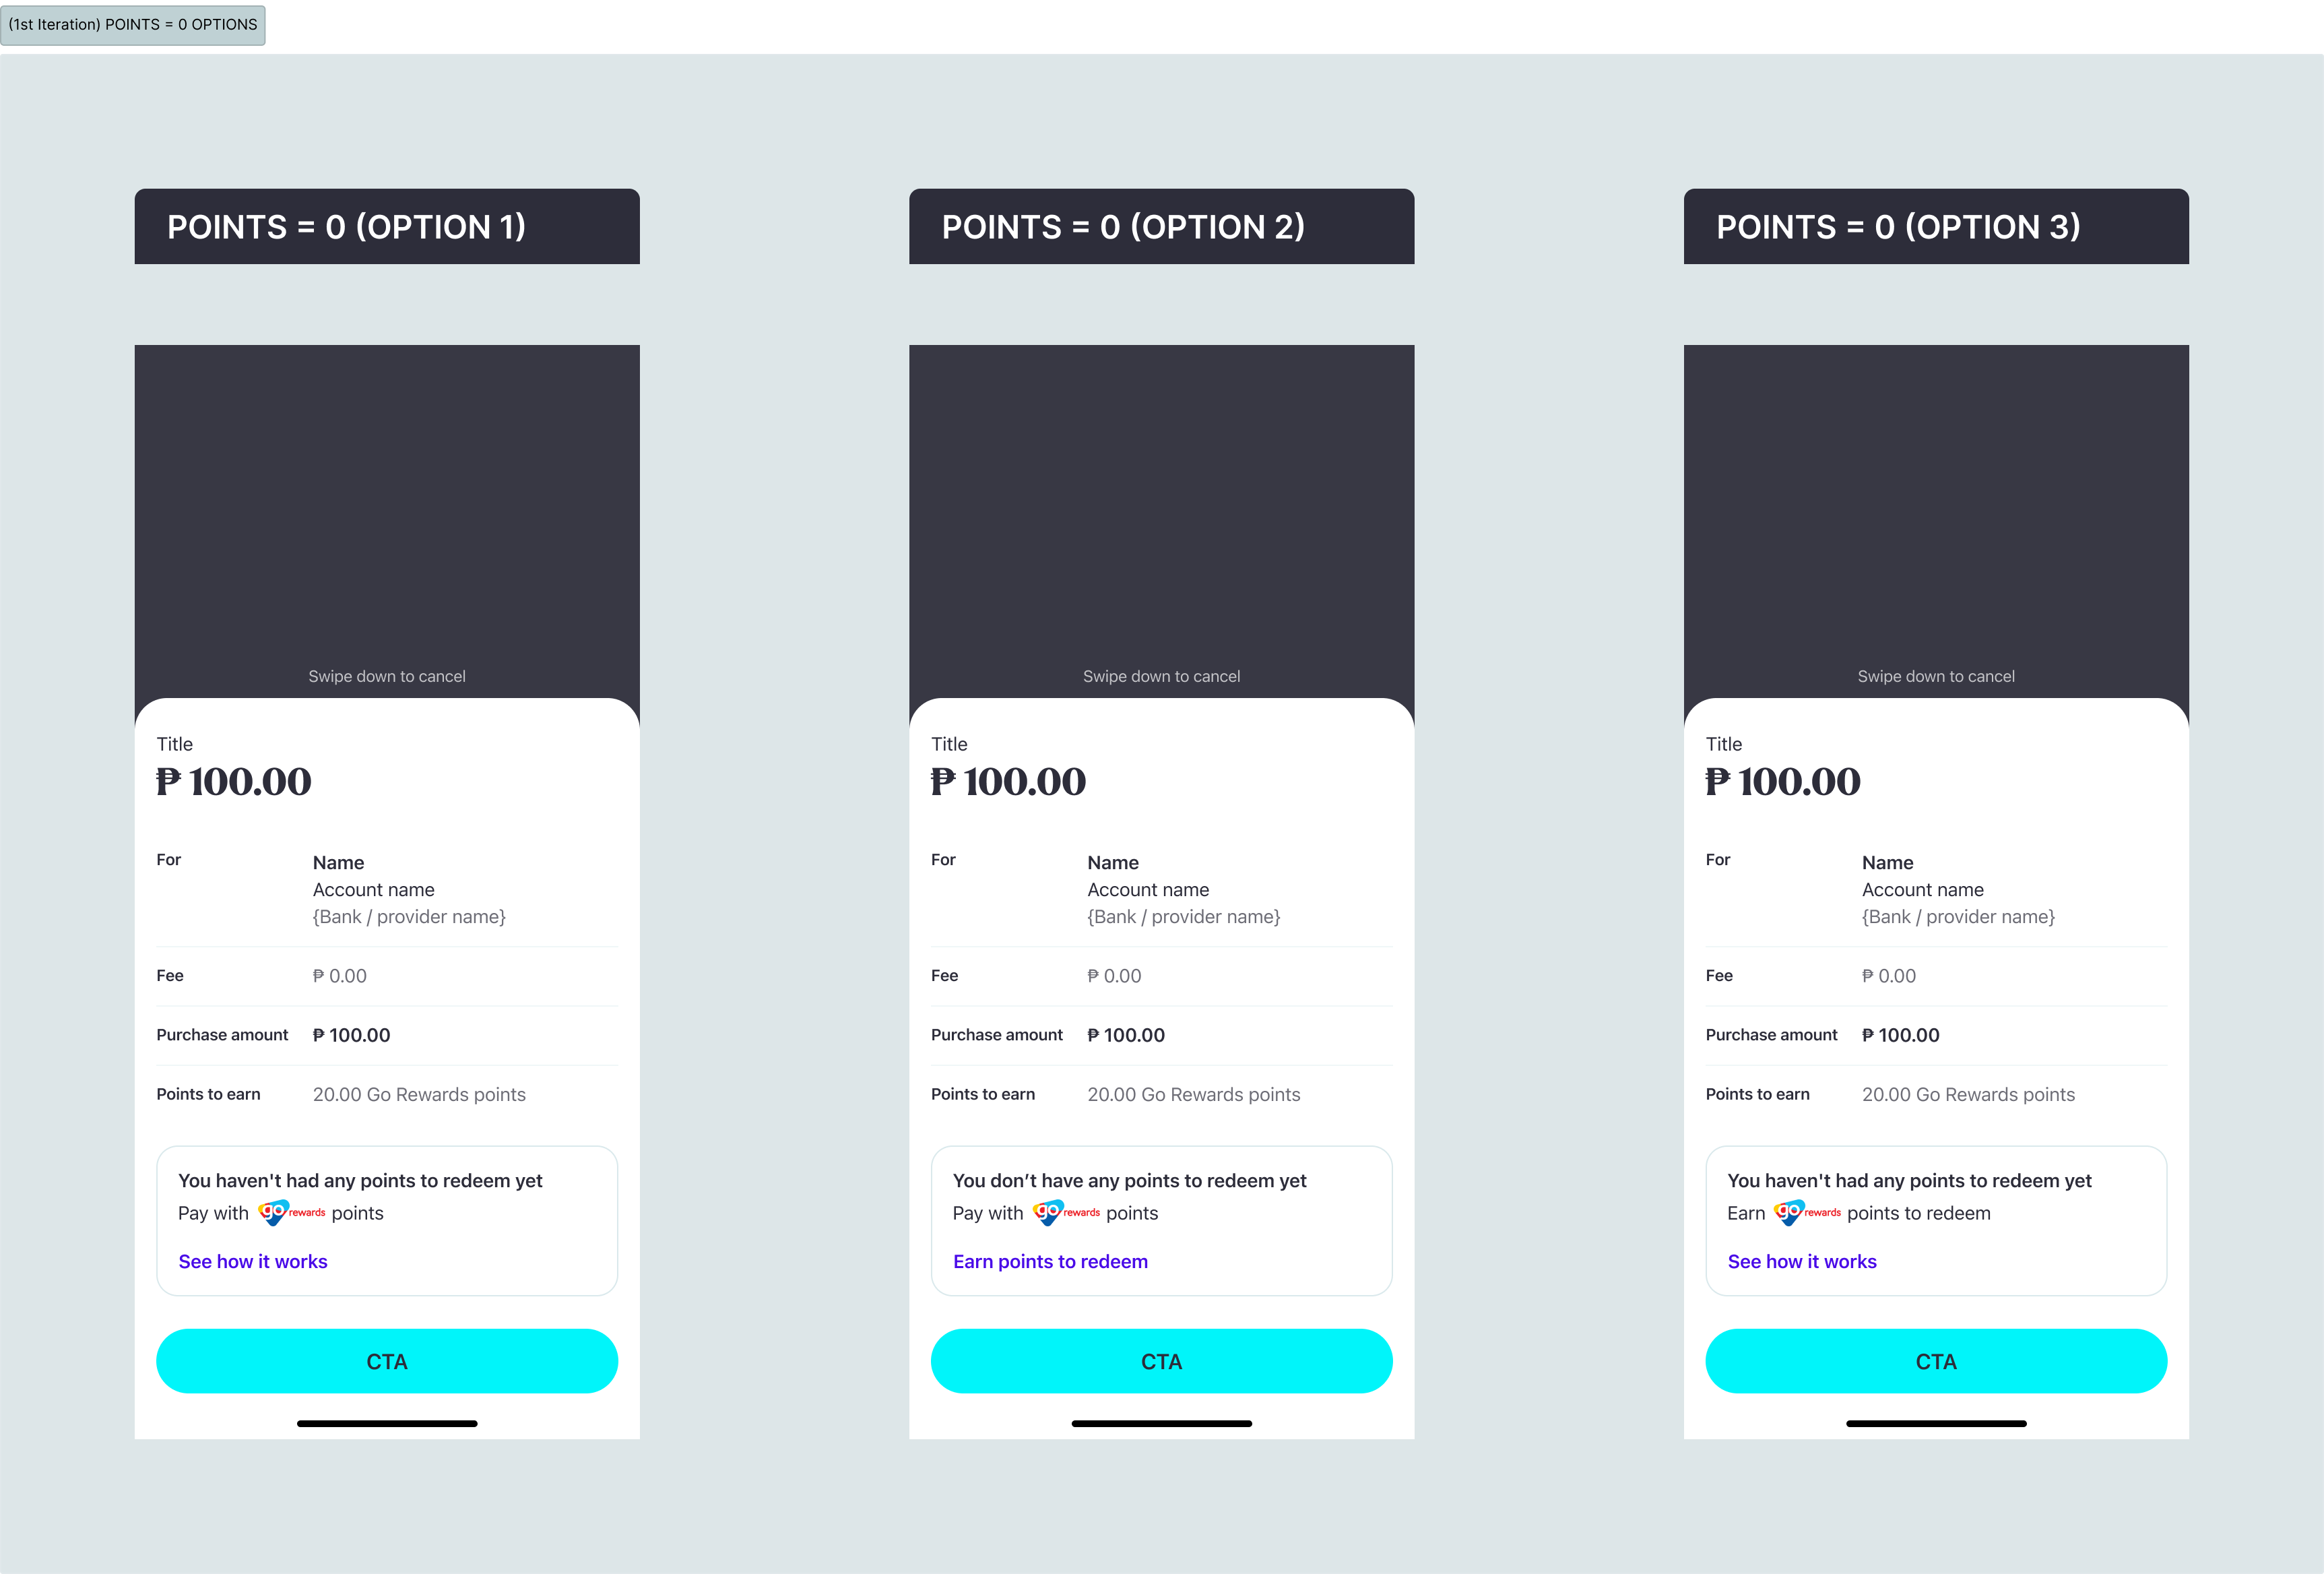 (1st Iteration) POINTS = 0 OPTIONS
POINTS = 0 (OPTION 1)
Swipe down to cancel
Title
₱ 100.00
For
Name
Account name
{Bank / provider name}
Fee ₱ 0.00
Purchase amount ₱ 100.00
Points to earn 20.00 Go Rewards points
You haven't had any points to redeem yet
Pay with go rewards points
See how it works
CTA
POINTS = 0 (OPTION 2)
Swipe down to cancel
Title
₱ 100.00
For
Name
Account name
{Bank / provider name}
Fee ₱ 0.00
Purchase amount ₱ 100.00
Points to earn 20.00 Go Rewards points
You don’t have any points to redeem yet
Pay with go rewards points
Earn points to redeem
CTA
POINTS = 0 (OPTION 3)
Swipe down to cancel
Title
₱ 100.00
For
Name
Account name
{Bank / provider name}
Fee ₱ 0.00
Purchase amount ₱ 100.00
Points to earn 20.00 Go Rewards points
You haven't had any points to redeem yet
Earn go rewards points to redeem
See how it works
CTA